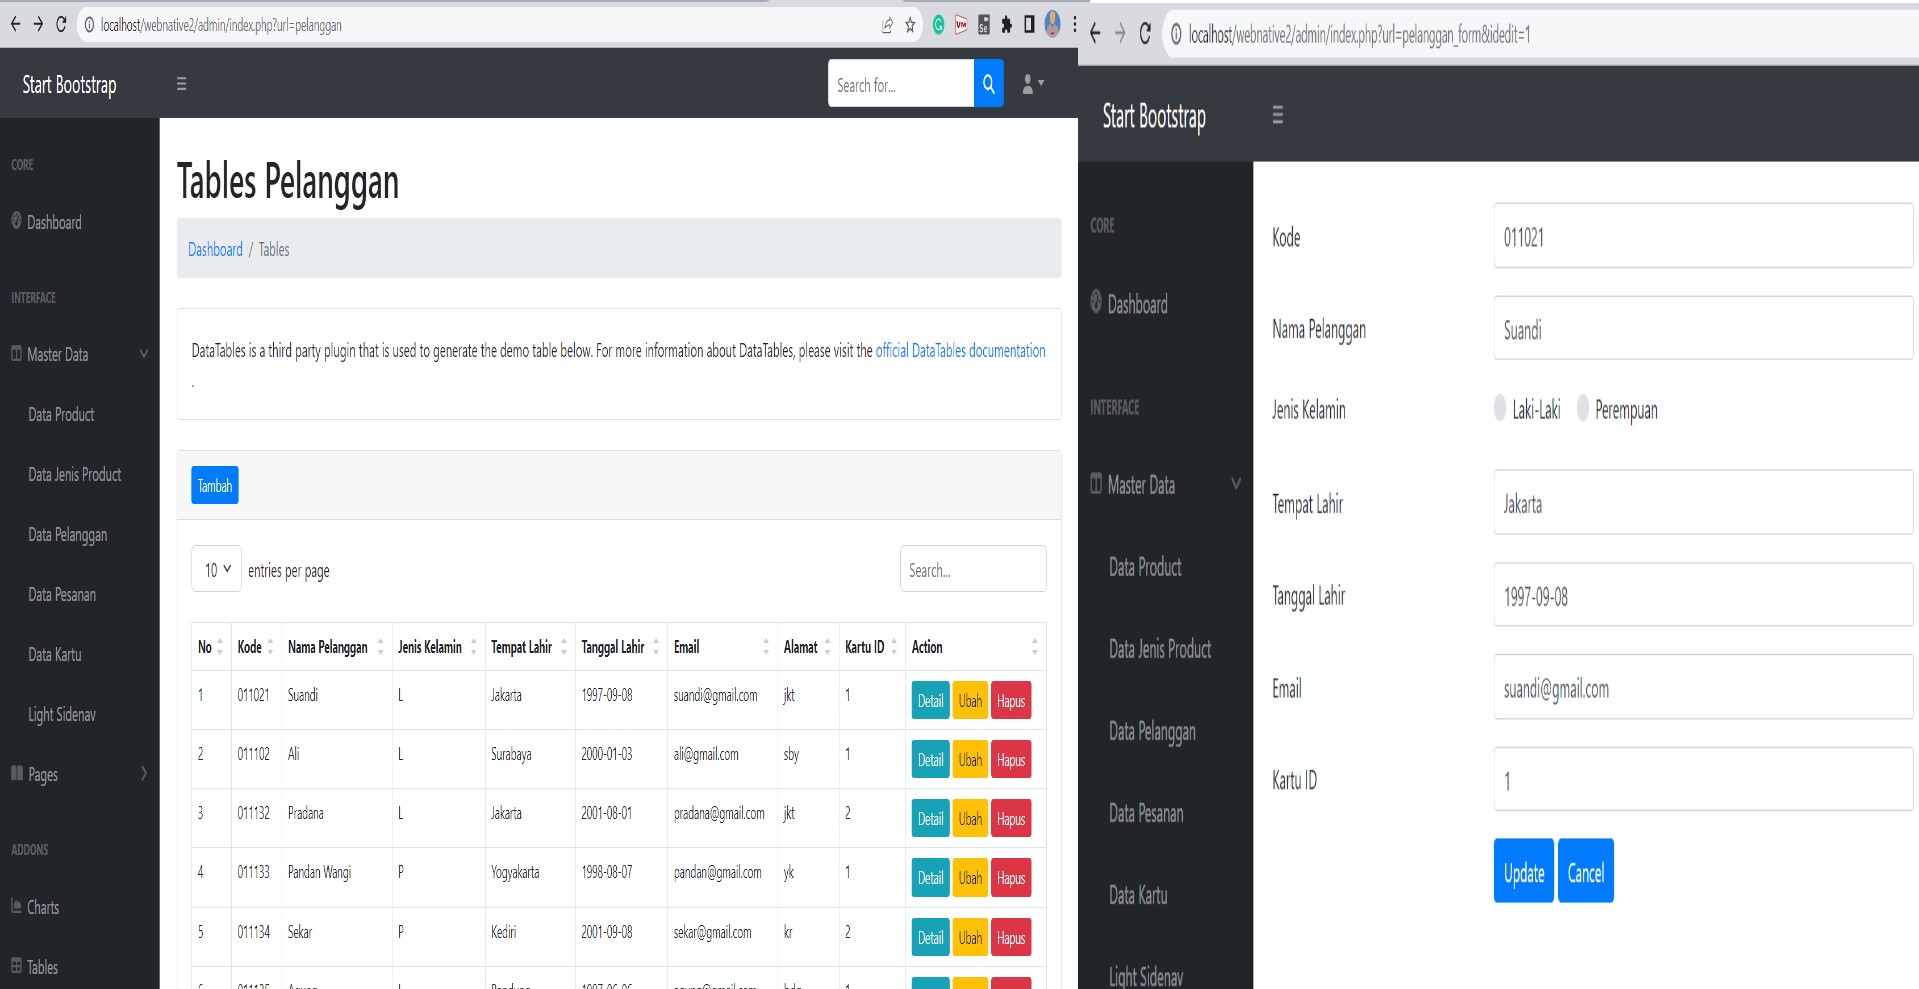 localhost/webnative2/admin/index.php?url=pelanggan
Start Bootstrap
Search for...
CORE
Dashboard
INTERFACE
Master Data
Data Product
Data Jenis Product
Data Pelanggan
Data Pesanan
Data Kartu
Light Sidenav
Pages
ADDONS
Charts
Tables
Tables Pelanggan
Dashboard / Tables
DataTables is a third party plugin that is used to generate the demo table below. For more information about DataTables, please visit the official DataTables documentation
.
Tambah
10 entries per page
Search...
No Kode Nama Pelanggan Jenis Kelamin Tempat Lahir Tanggal Lahir Email Alamat Kartu ID Action
1 011021 Suandi L Jakarta 1997-09-08 suandi@gmail.com jkt 1 Detail Ubah Hapus
2 011102 Ali L Surabaya 2000-01-03 ali@gmail.com sby 1 Detail Ubah Hapus
3 011132 Pradana L Jakarta 2001-08-01 pradana@gmail.com jkt 2 Detail Ubah Hapus
4 011133 Pandan Wangi P Yogyakarta 1998-08-07 pandan@gmail.com yk 1 Detail Ubah Hapus
5 011134 Sekar P Kediri 2001-09-08 sekar@gmail.com kr 2 Detail Ubah Hapus
localhost/webnative2/admin/index.php?url=pelanggan_form&idedit=1
Start Bootstrap
CORE
Dashboard
INTERFACE
Master Data
Data Product
Data Jenis Product
Data Pelanggan
Data Pesanan
Data Kartu
Light Sidenav
Kode 011021
Nama Pelanggan Suandi
Jenis Kelamin Laki-Laki Perempuan
Tempat Lahir Jakarta
Tanggal Lahir 1997-09-08
Email suandi@gmail.com
Kartu ID 1
Update Cancel